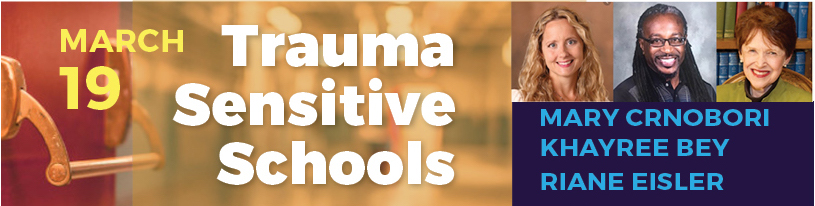 MARCH
19
Trauma
Sensitive
Schools
MARY CRNOBORI
KHAYREE BEY
RIANE EISLER